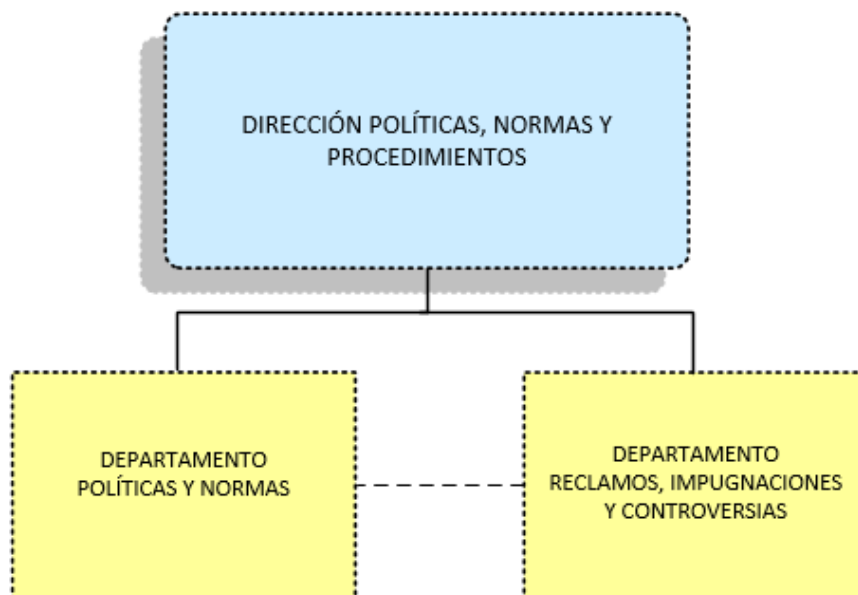 DIRECCIÓN POLÍTICAS, NORMAS Y
PROCEDIMIENTOS
DEPARTAMENTO
POLÍTICAS Y NORMAS
DEPARTAMENTO
RECLAMOS, IMPUGNACIONES
Y CONTROVERSIAS